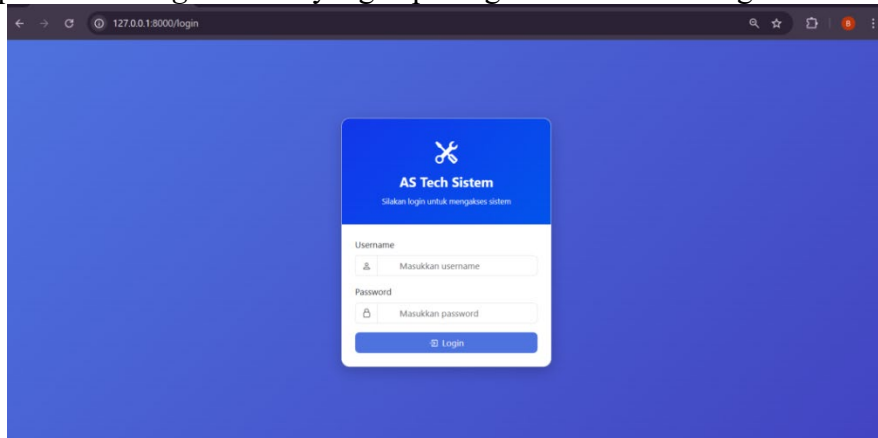 127.0.0.1:8000/login
B
AS Tech Sistem
Silakan login untuk mengakses sistem
Username
Masukkan username
Password
Masukkan password
Login